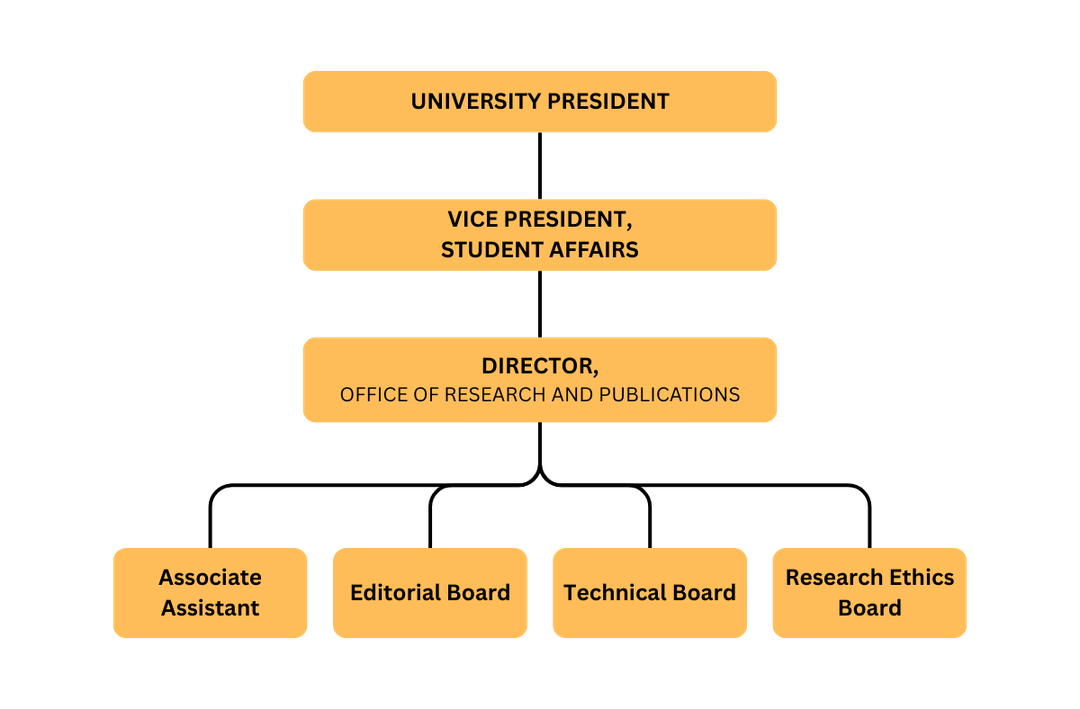 UNIVERSITY PRESIDENT
VICE PRESIDENT,
STUDENT AFFAIRS
DIRECTOR,
OFFICE OF RESEARCH AND PUBLICATIONS
Associate
Assistant
Editorial Board
Technical Board
Research Ethics
Board